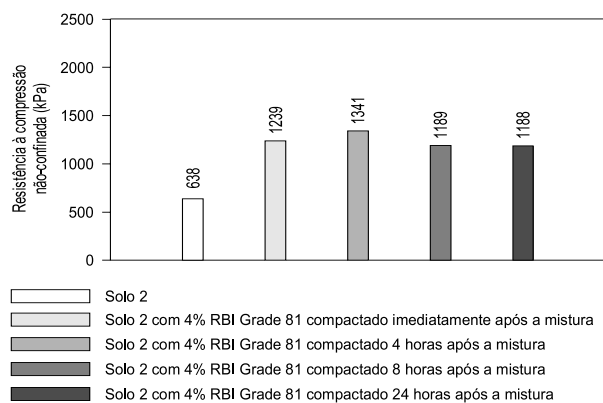 Resistência à compressão
não-confinada (kPa)
2500
2000
1500
1000
500
0
638
1239
1341
1189
1188
Solo 2
Solo 2 com 4% RBI Grade 81 compactado imediatamente após a mistura
Solo 2 com 4% RBI Grade 81 compactado 4 horas após a mistura
Solo 2 com 4% RBI Grade 81 compactado 8 horas após a mistura
Solo 2 com 4% RBI Grade 81 compactado 24 horas após a mistura